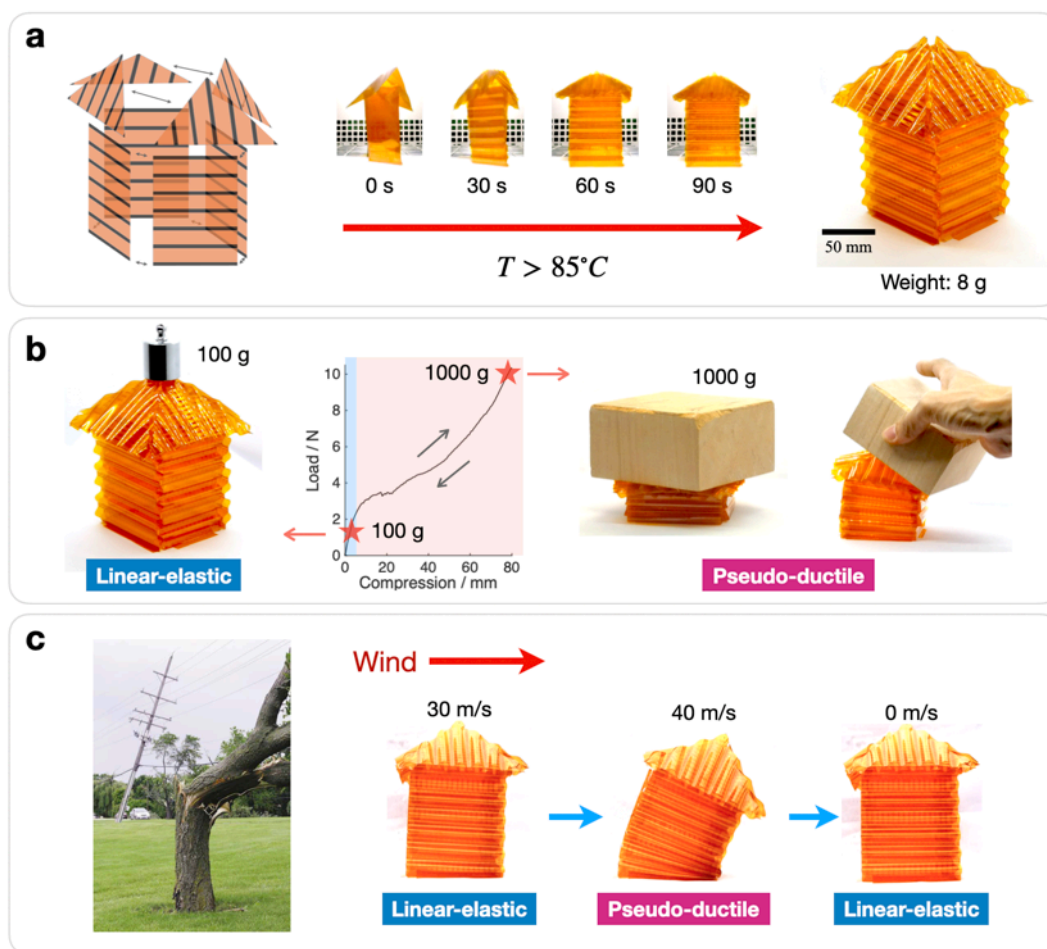 a
0 s
30 s
60 s
90 s
T > 85°C
50 mm
Weight: 8 g
b
100 g
Linear-elastic
Load / N
10
8
6
4
2
0
1000 g
100 g
0
20
40
60
80
Compression / mm
1000 g
Pseudo-ductile
c
Wind
30 m/s
40 m/s
0 m/s
Linear-elastic
Pseudo-ductile
Linear-elastic